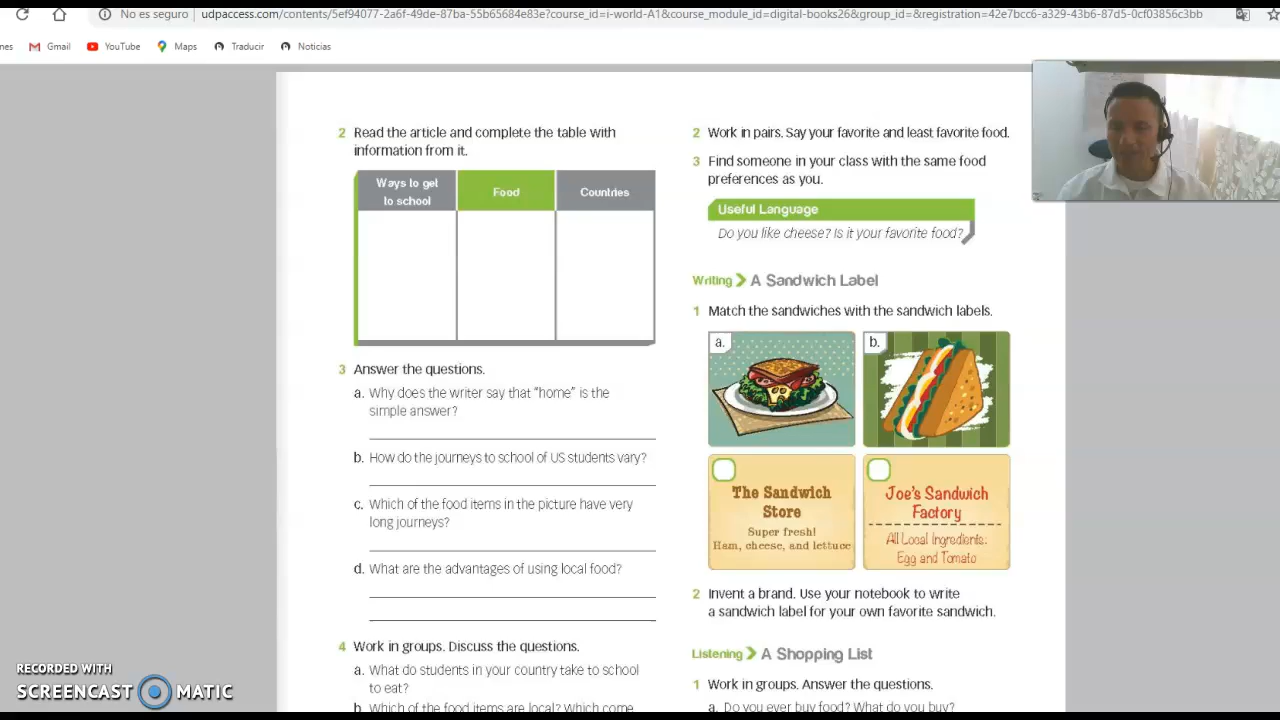 No es seguro
udpaccess.com/contents/5ef94077-2a6f-49de-87ba-55b65684e83e?course_id=i-world-A1&course_module_id=digital-books26&group_id=&registration=42e7bcc6-a329-43b6-87d5-0cf03856c3bb
nes Gmail YouTube Maps Traducir Noticias
2 Read the article and complete the table with
information from it.
Ways to get
to school
Food
Countries
3 Answer the questions.
a. Why does the writer say that “home” is the
simple answer?
b. How do the journeys to school of US students vary?
c. Which of the food items in the picture have very
long journeys?
d. What are the advantages of using local food?
4 Work in groups. Discuss the questions.
a. What do students in your country take to school
to eat?
b. Which of the food items are local? Which come
2 Work in pairs. Say your favorite and least favorite food.
3 Find someone in your class with the same food
preferences as you.
Useful Language
Do you like cheese? Is it your favorite food?
Writing A Sandwich Label
1 Match the sandwiches with the sandwich labels.
a.
b.
The Sandwich
Store
Super fresh!
Ham, cheese, and lettuce
Joe's Sandwich
Factory
All Local Ingredients:
Egg and Tomato
2 Invent a brand. Use your notebook to write
a sandwich label for your own favorite sandwich.
Listening A Shopping List
1 Work in groups. Answer the questions.
a. Do you ever buy food? What do you buy?
RECORDED WITH
SCREENCAST MATIC